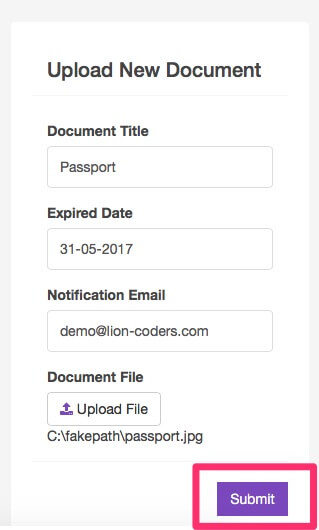 Upload New Document
Document Title
Passport
Expired Date
31-05-2017
Notification Email
demo@lion-coders.com
Document File
Upload File
C:\fakepath\passport.jpg
Submit